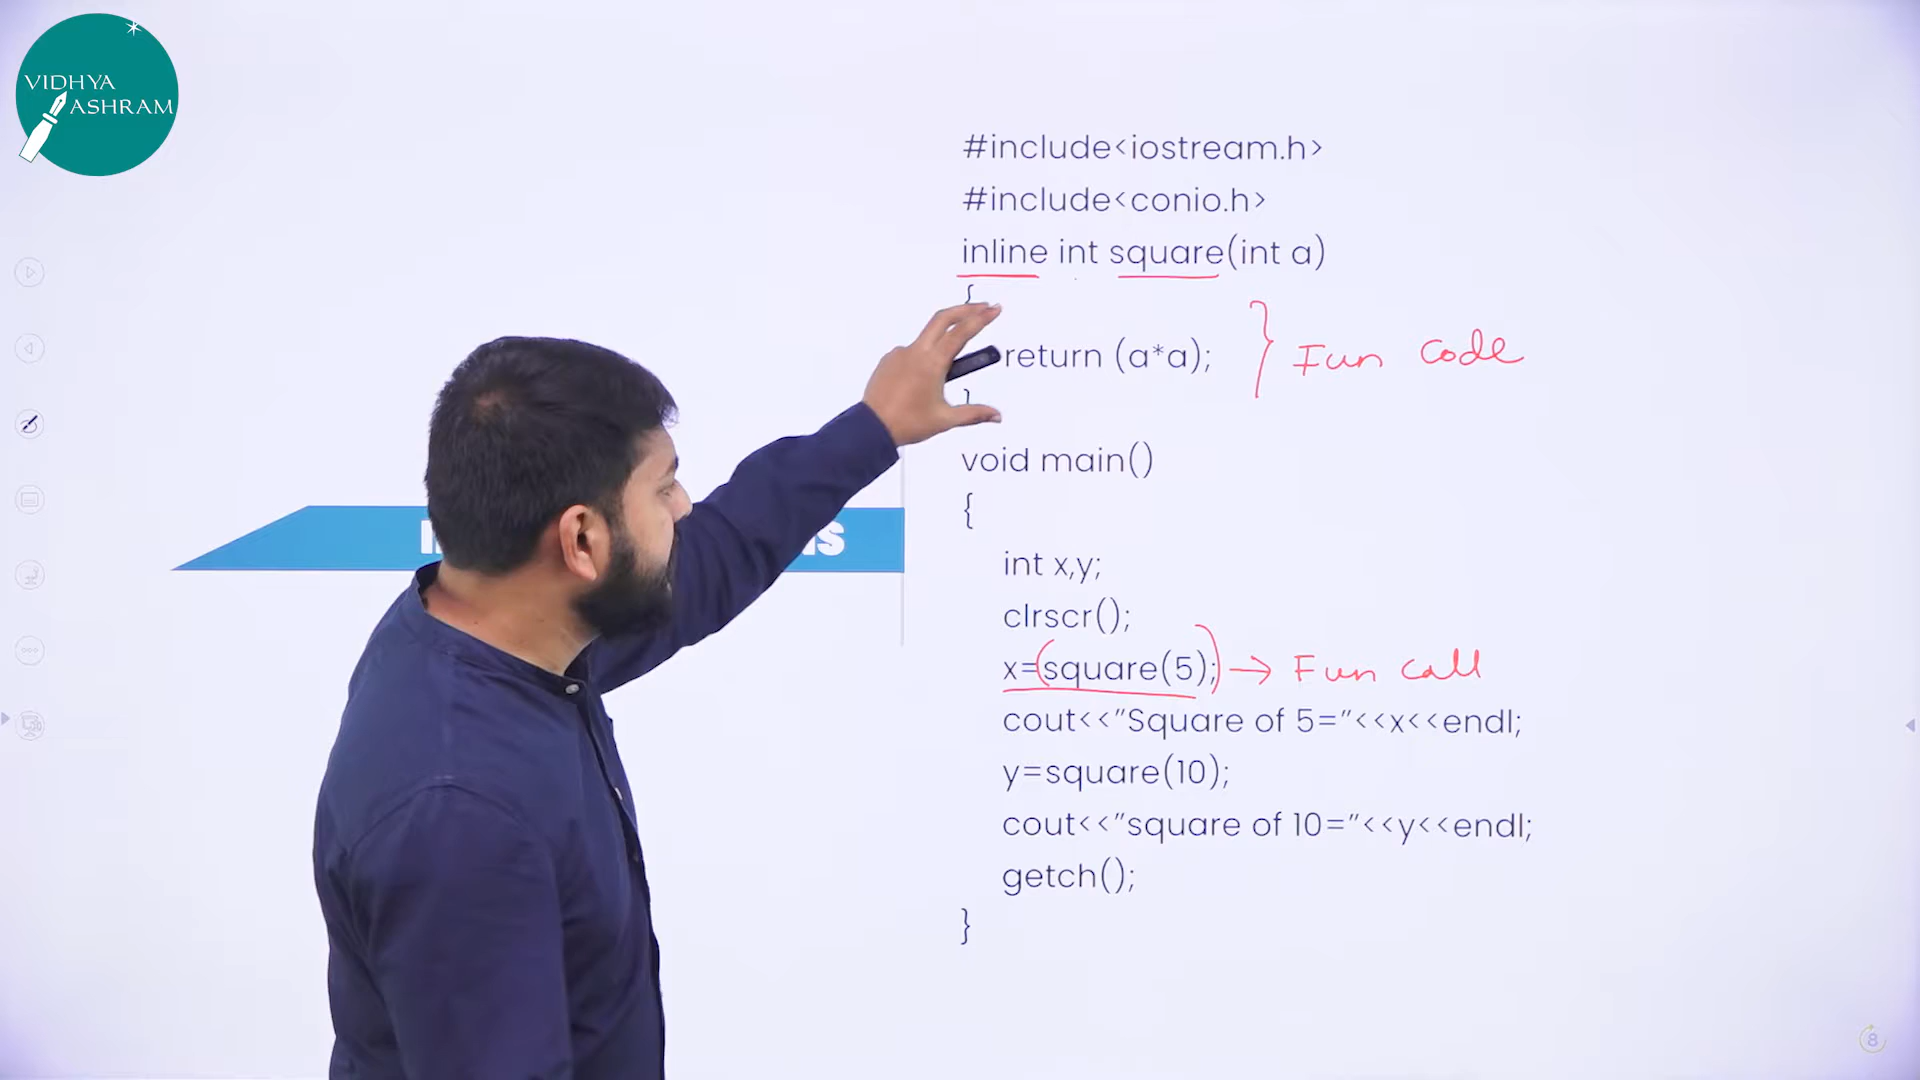 VIDHYA
ASHRAM
#include<iostream.h>
#include<conio.h>
inline int square(int a)
{
return (a*a);
} Fun code
void main()
{
int x,y;
clrscr();
x=square(5); → Fun call
cout<<”Square of 5=”<<x<<endl;
y=square(10);
cout<<”square of 10=”<<y<<endl;
getch();
}
8